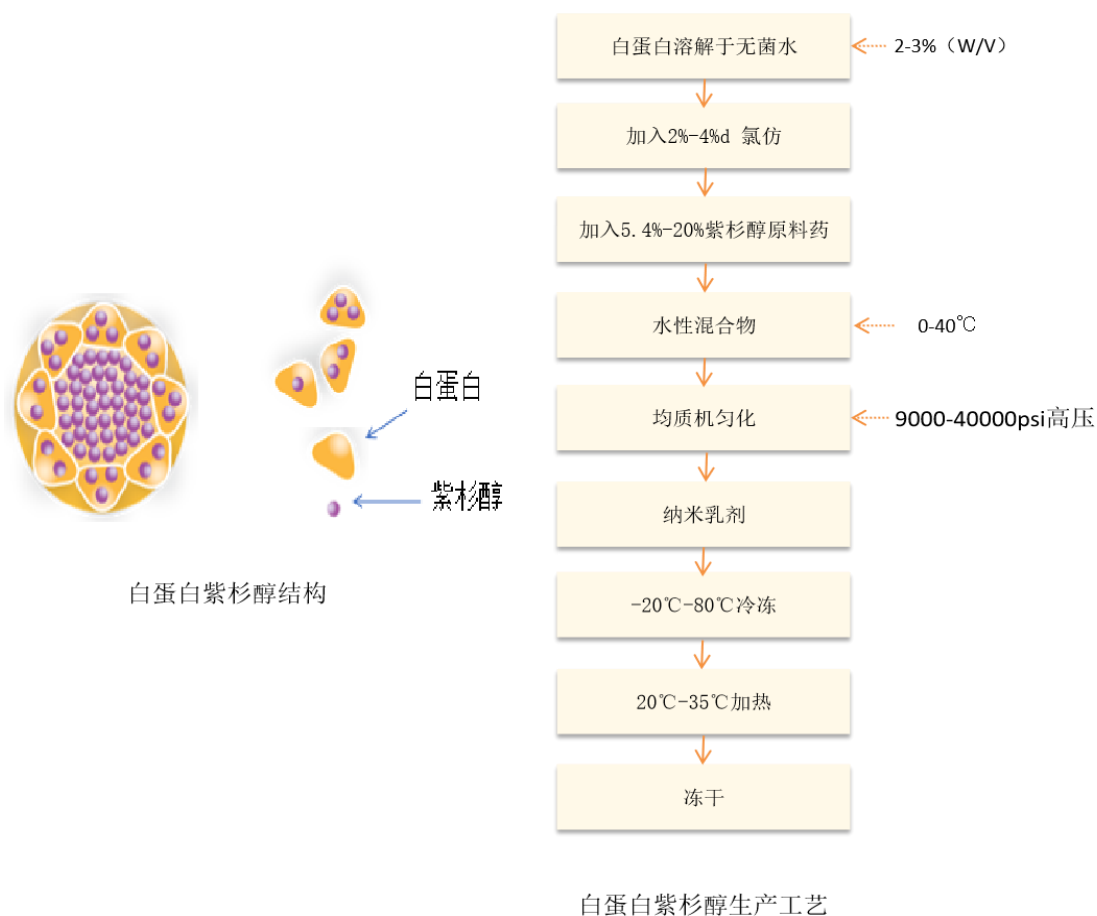 白蛋白
紫杉醇
白蛋白紫杉醇结构
白蛋白溶解于无菌水
2-3%（W/V）
加入2%-4%d 氯仿
加入5.4%-20%紫杉醇原料药
水性混合物
0-40℃
均质机匀化
9000-40000psi高压
纳米乳剂
-20℃-80℃冷冻
20℃-35℃加热
冻干
白蛋白紫杉醇生产工艺